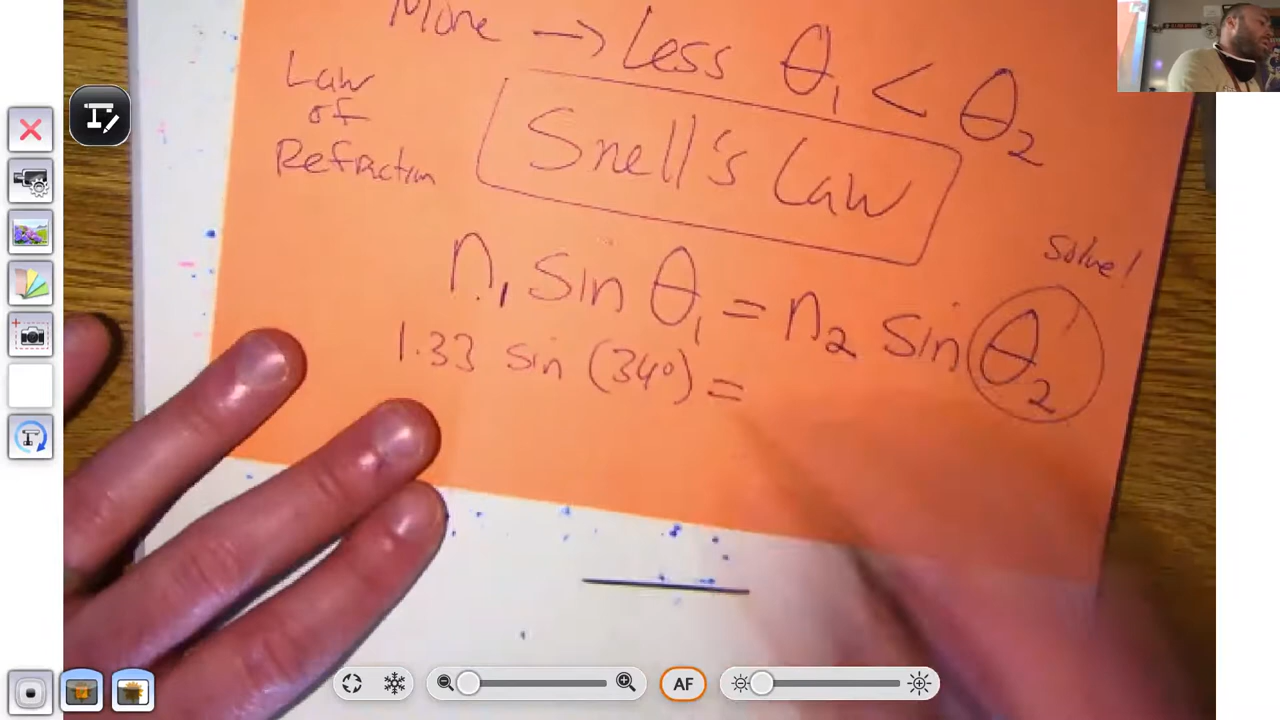 More → Less θ₁ < θ₂
Law
of
Refraction
Snell's Law
Solve!
n₁ sin θ₁ = n₂ sin θ₂
1.33 sin (34°) =
AF